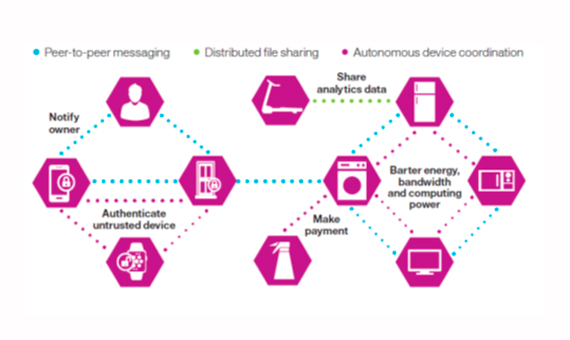 Peer-to-peer messaging
Distributed file sharing
Autonomous device coordination
Share
analytics data
Notify
owner
Barter energy,
bandwidth
and computing
power
Authenticate
untrusted device
Make
payment